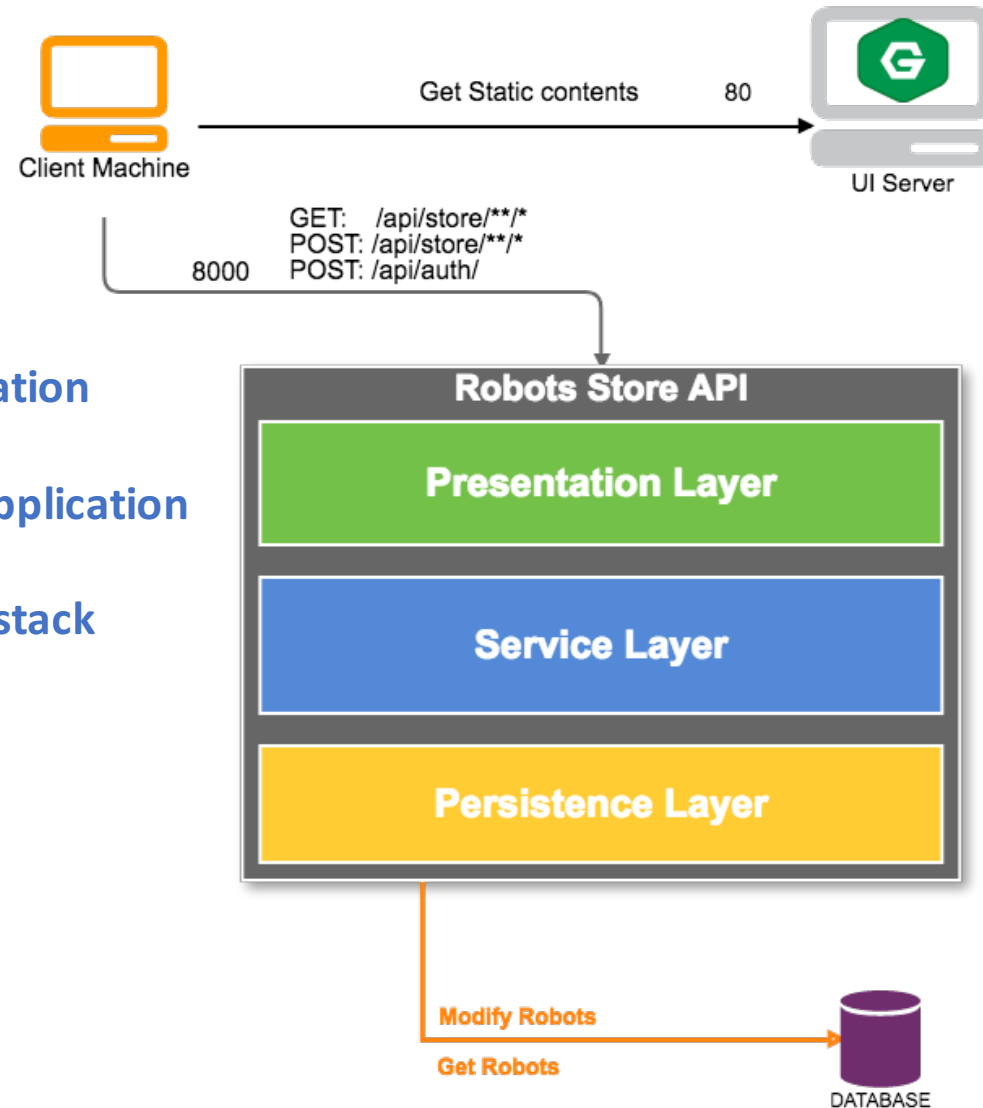 Get Static contents 80
Client Machine
UI Server
GET: /api/store/**/*
POST: /api/store/**/*
8000 POST: /api/auth/
ation
Robots Store API
Presentation Layer
pplication
stack
Service Layer
Persistence Layer
Modify Robots
Get Robots
DATABASE
G